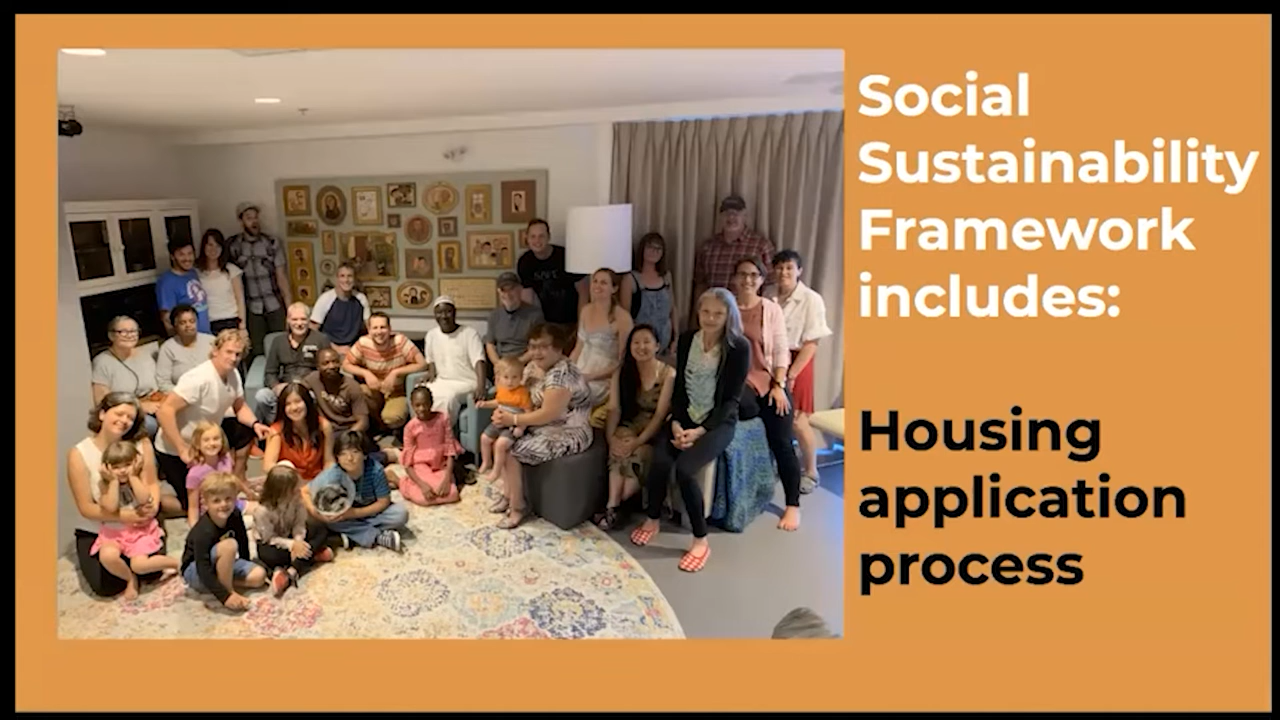 Social
Sustainability
Framework
includes:
Housing
application
process